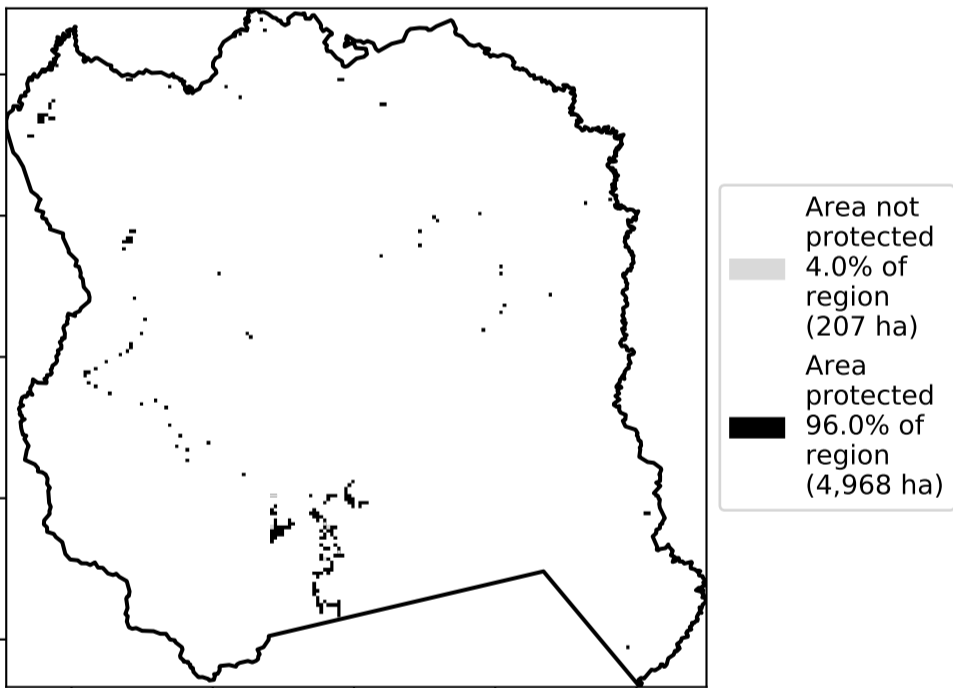 Area not
protected
4.0% of
region
(207 ha)
Area
protected
96.0% of
region
(4,968 ha)